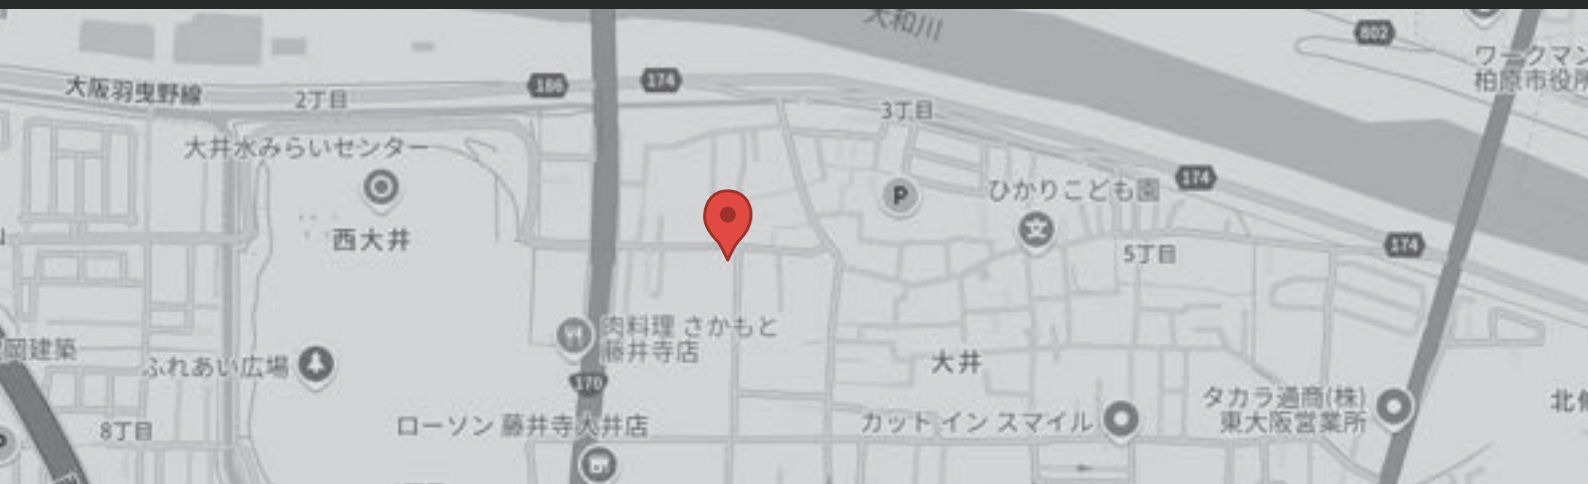 大和川
802
ワークマン
柏原市役所
大阪羽曳野線
2丁目
186
174
3丁目
大井水みらいセンター
ひかりこども園
174
西大井
5丁目
174
肉料理 さかもと
藤井寺店
岡建築
ふれあい広場
170
大井
タカラ通商(株)
東大阪営業所
8丁目
ローソン 藤井寺大井店
カット イン スマイル
P
P